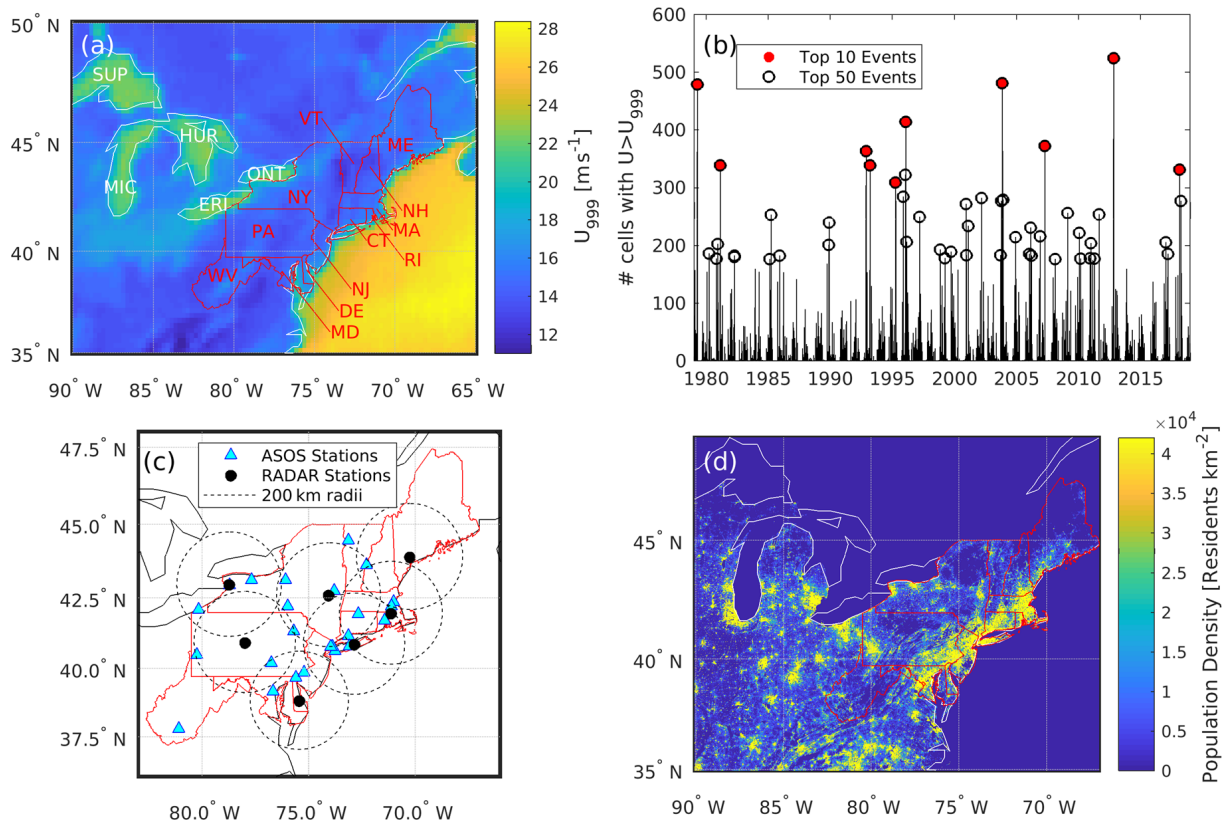 (a)
50° N
45° N
40° N
35° N
90° W
85° W
80° W
75° W
70° W
65° W
SUP
HUR
MIC
ONT
ERI
VT
ME
NY
NH
MA
PA
CT
RI
WV
NJ
DE
MD
28
26
24
22
20
18
16
14
12
U999 [ms-1]
(b)
Top 10 Events
Top 50 Events
600
500
400
300
200
100
0
# cells with U>U999
1980
1985
1990
1995
2000
2005
2010
2015
(c)
ASOS Stations
RADAR Stations
200 km radii
47.5° N
45.0° N
42.5° N
40.0° N
37.5° N
80.0° W
75.0° W
70.0° W
(d)
45° N
40° N
35° N
90° W
85° W
80° W
75° W
70° W
×10⁴
4
3.5
3
2.5
2
1.5
1
0.5
0
Population Density [Residents km-2]